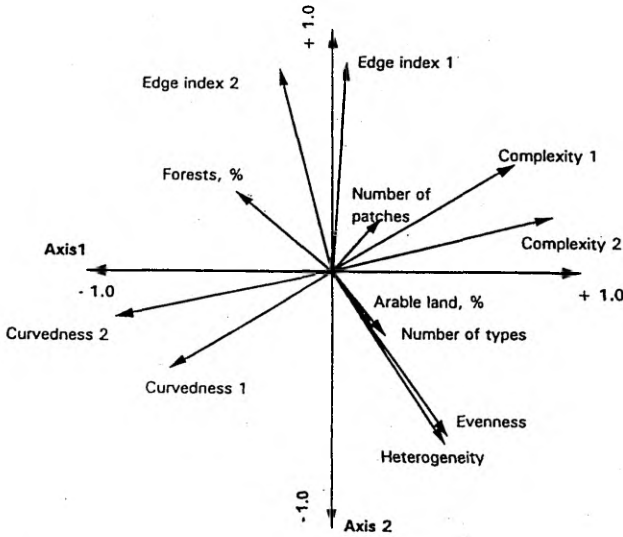 + 1.0
Edge index 1
Edge index 2
Complexity 1
Forests, %
Number of
patches
Complexity 2
Axis1
- 1.0
+ 1.0
Arable land, %
Curvedness 2
Number of types
Curvedness 1
Evenness
Heterogeneity
-1.0
Axis 2